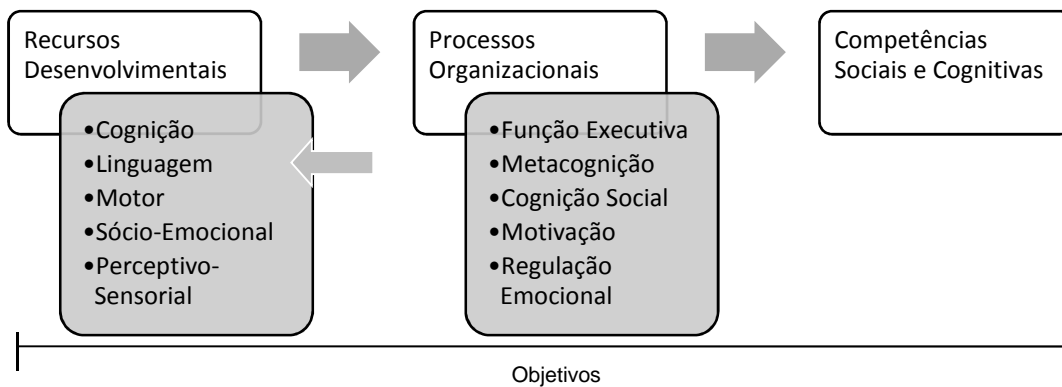 Recursos
Desenvolvimentais
•Cognição
•Linguagem
•Motor
•Sócio-Emocional
•Perceptivo-
Sensorial
Processos
Organizacionais
•Função Executiva
•Metacognição
•Cognição Social
•Motivação
•Regulação
Emocional
Competências
Sociais e Cognitivas
Objetivos